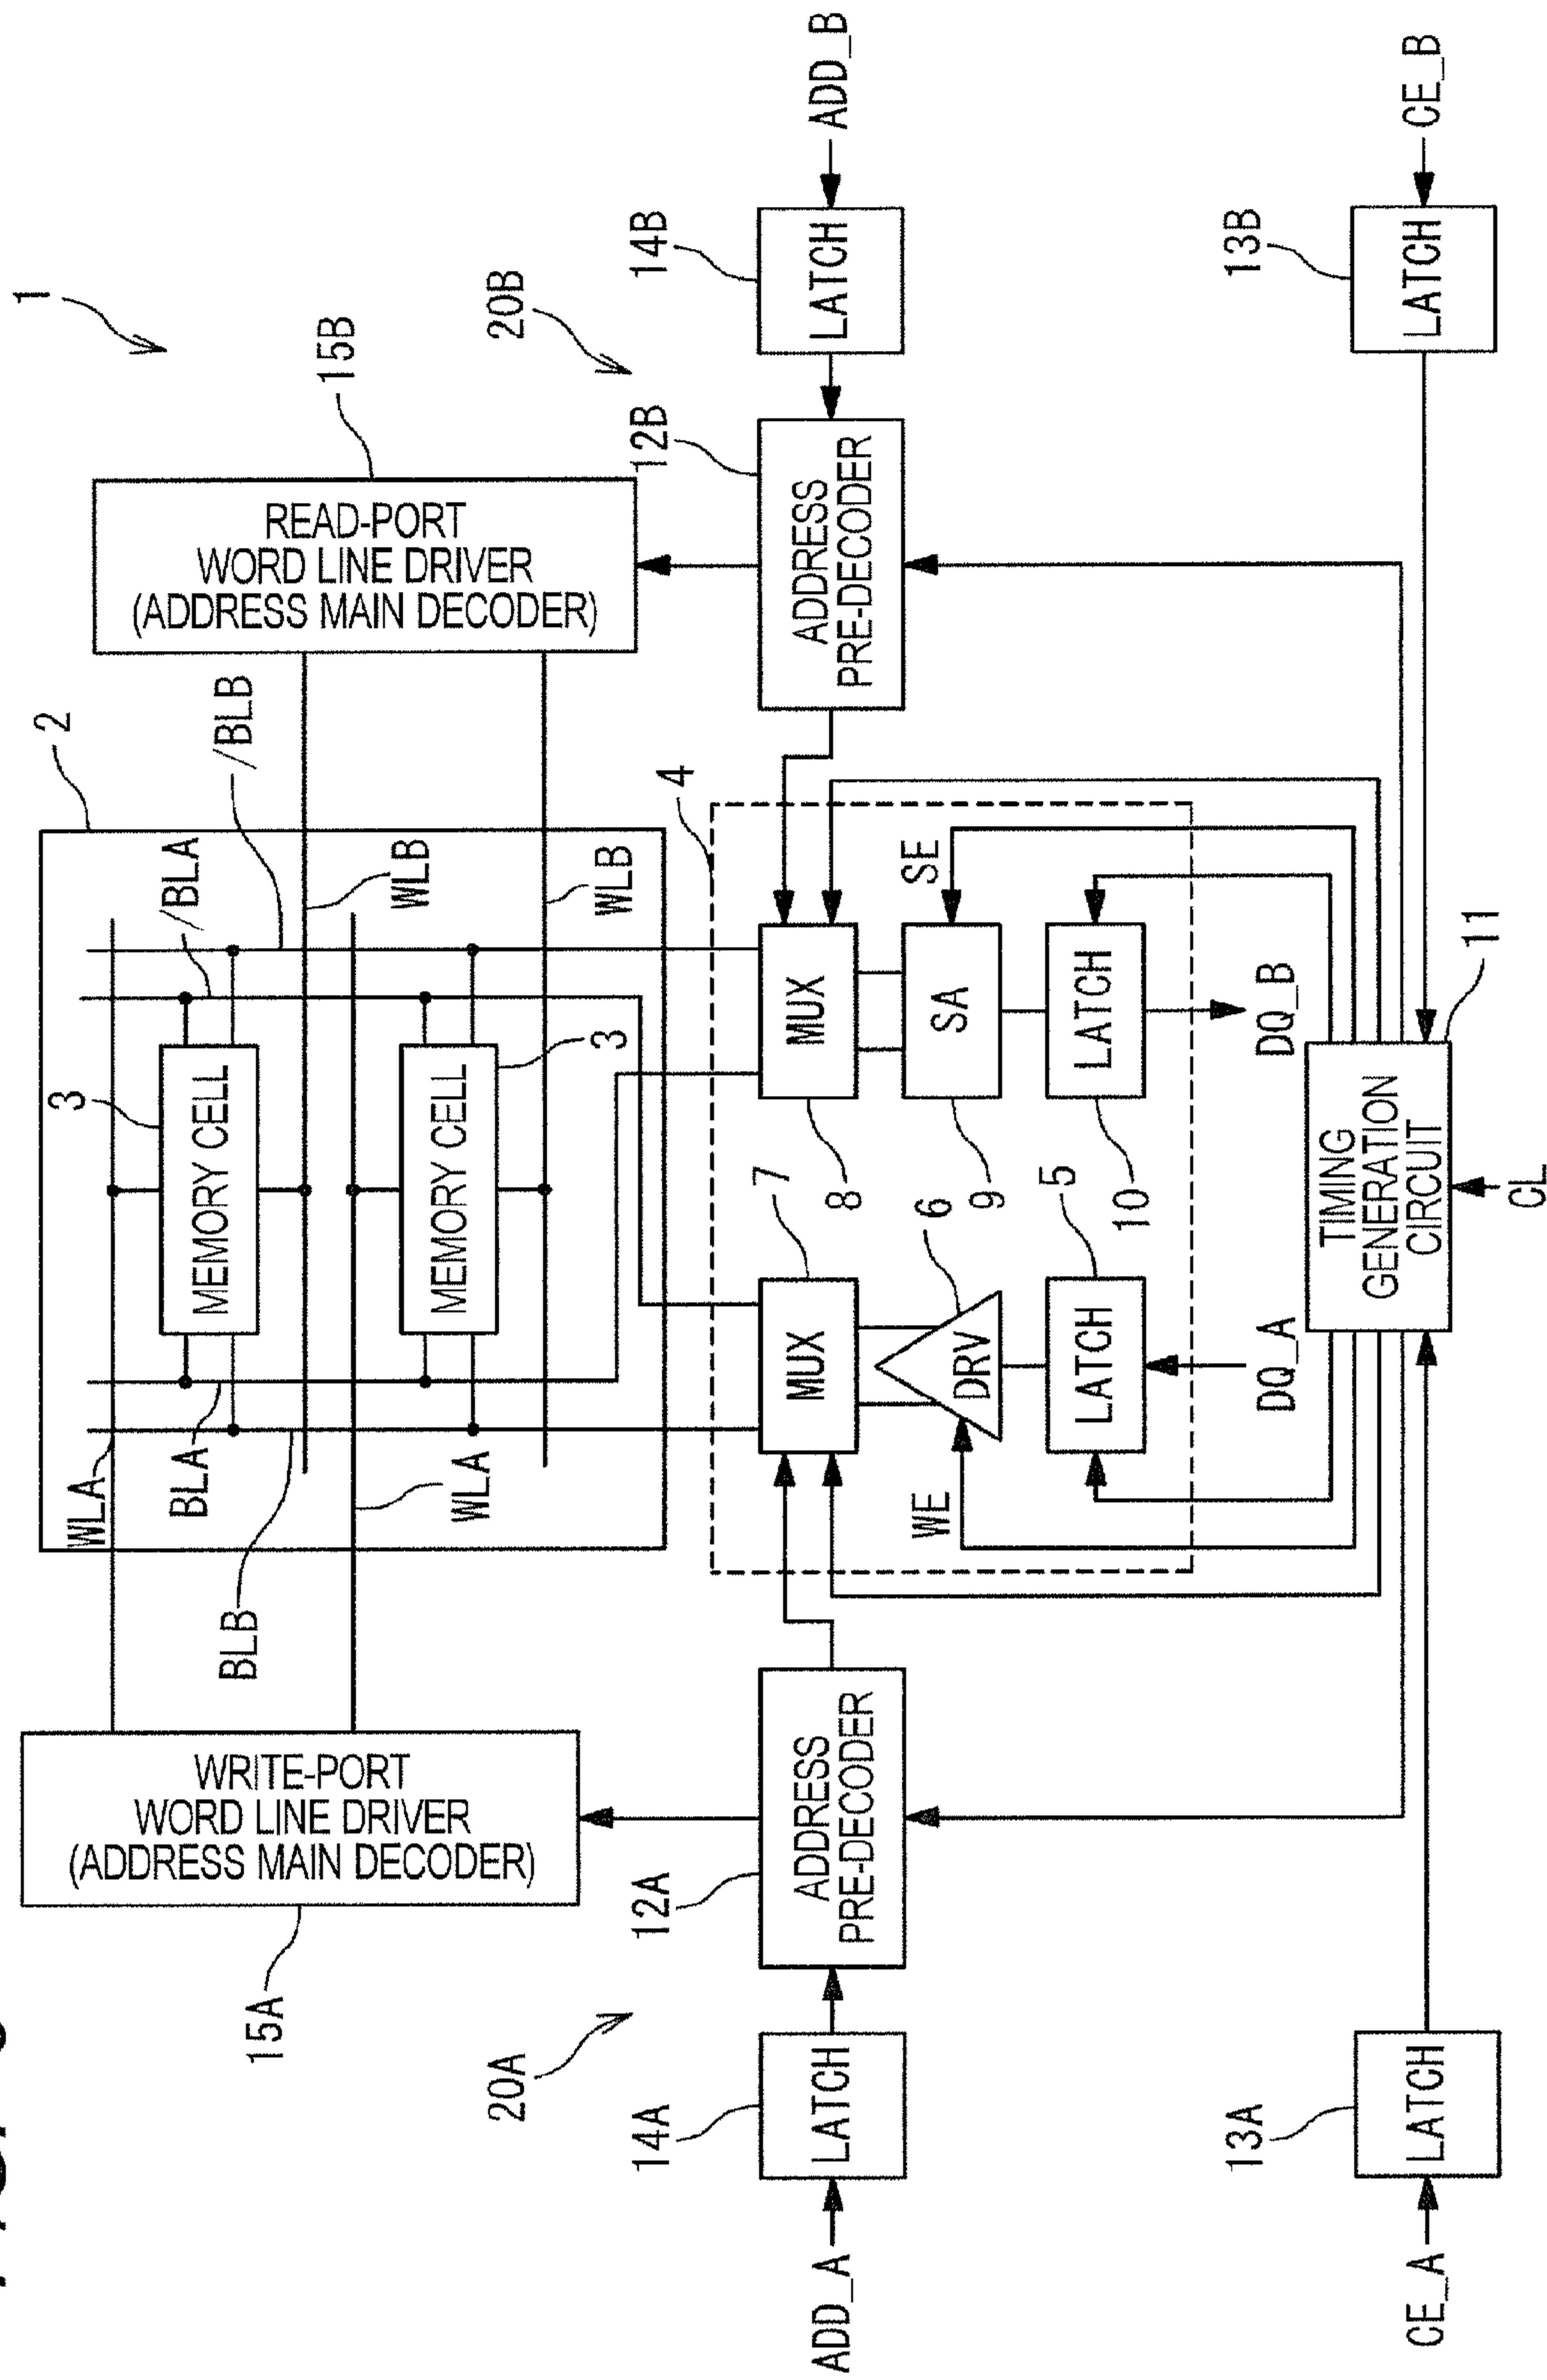 1
15B
READ-PORT
WORD LINE DRIVER
(ADDRESS MAIN DECODER)
2
/BLB
/BLA
WLB
WLB
3
MEMORY CELL
3
MEMORY CELL
WLA
BLA
BLB
WLA
WRITE-PORT
WORD LINE DRIVER
(ADDRESS MAIN DECODER)
15A
ADD_B
14B
LATCH
20B
12B
ADDRESS
PRE-DECODER
4
MUX
8
SE
SA
9
LATCH
10
DQ_B
7
MUX
6
DRV
WE
5
LATCH
DQ_A
12A
ADDRESS
PRE-DECODER
20A
14A
LATCH
ADD_A
CE_B
13B
LATCH
11
TIMING
GENERATION
CIRCUIT
CL
13A
LATCH
CE_A